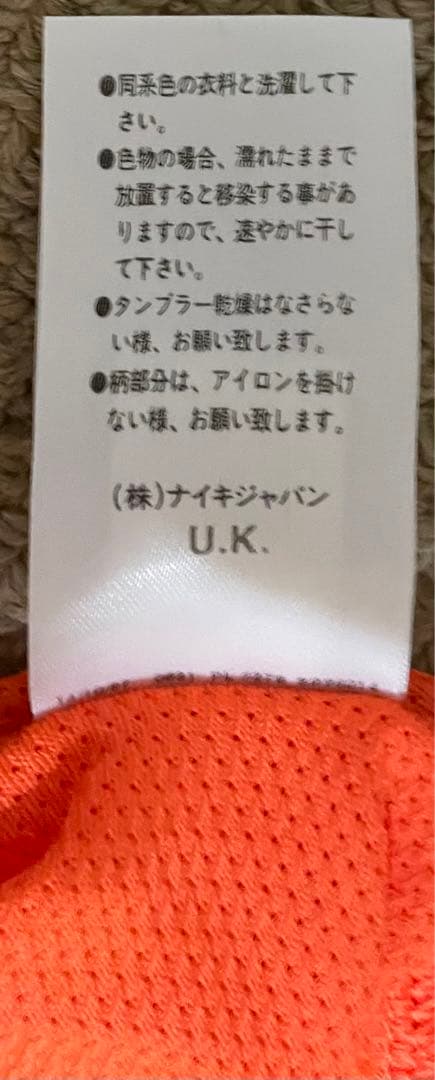 ●同系色の衣料と洗濯して下
さい。
●色物の場合、濡れたままで
放置すると移染する事があ
りますので、速やかに干し
て下さい。
●タンブラー乾燥はなさらな
い様、お願い致します。
●柄部分は、アイロンを掛け
ない様、お願い致します。
(株)ナイキジャパン
U.K.